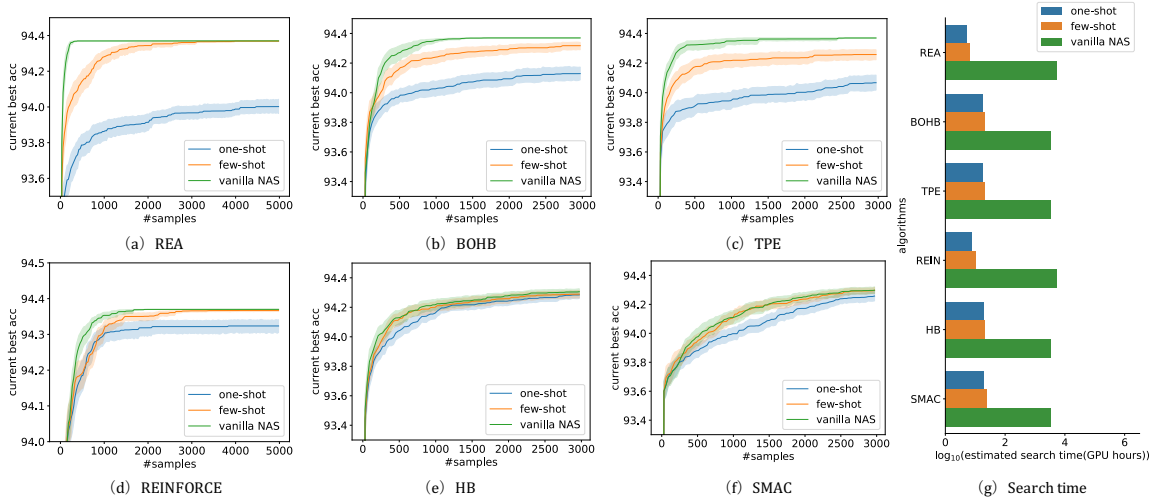 94.4
94.2
94.0
93.8
93.6
current best acc
one-shot
few-shot
vanilla NAS
0 1000 2000 3000 4000 5000
#samples
(a) REA
94.4
94.2
94.0
93.8
93.6
93.4
current best acc
one-shot
few-shot
vanilla NAS
0 500 1000 1500 2000 2500 3000
#samples
(b) BOHB
94.4
94.2
94.0
93.8
93.6
93.4
current best acc
one-shot
few-shot
vanilla NAS
0 500 1000 1500 2000 2500 3000
#samples
(c) TPE
94.5
94.4
94.3
94.2
94.1
94.0
current best acc
one-shot
few-shot
vanilla NAS
0 1000 2000 3000 4000 5000
#samples
(d) REINFORCE
94.4
94.2
94.0
93.8
93.6
93.4
current best acc
one-shot
few-shot
vanilla NAS
0 500 1000 1500 2000 2500 3000
#samples
(e) HB
94.4
94.2
94.0
93.8
93.6
93.4
current best acc
one-shot
few-shot
vanilla NAS
0 500 1000 1500 2000 2500 3000
#samples
(f) SMAC
one-shot
few-shot
vanilla NAS
REA
BOHB
TPE
REIN
HB
SMAC
algorithms
0 2 4 6
log₁₀(estimated search time(GPU hours))
(g) Search time